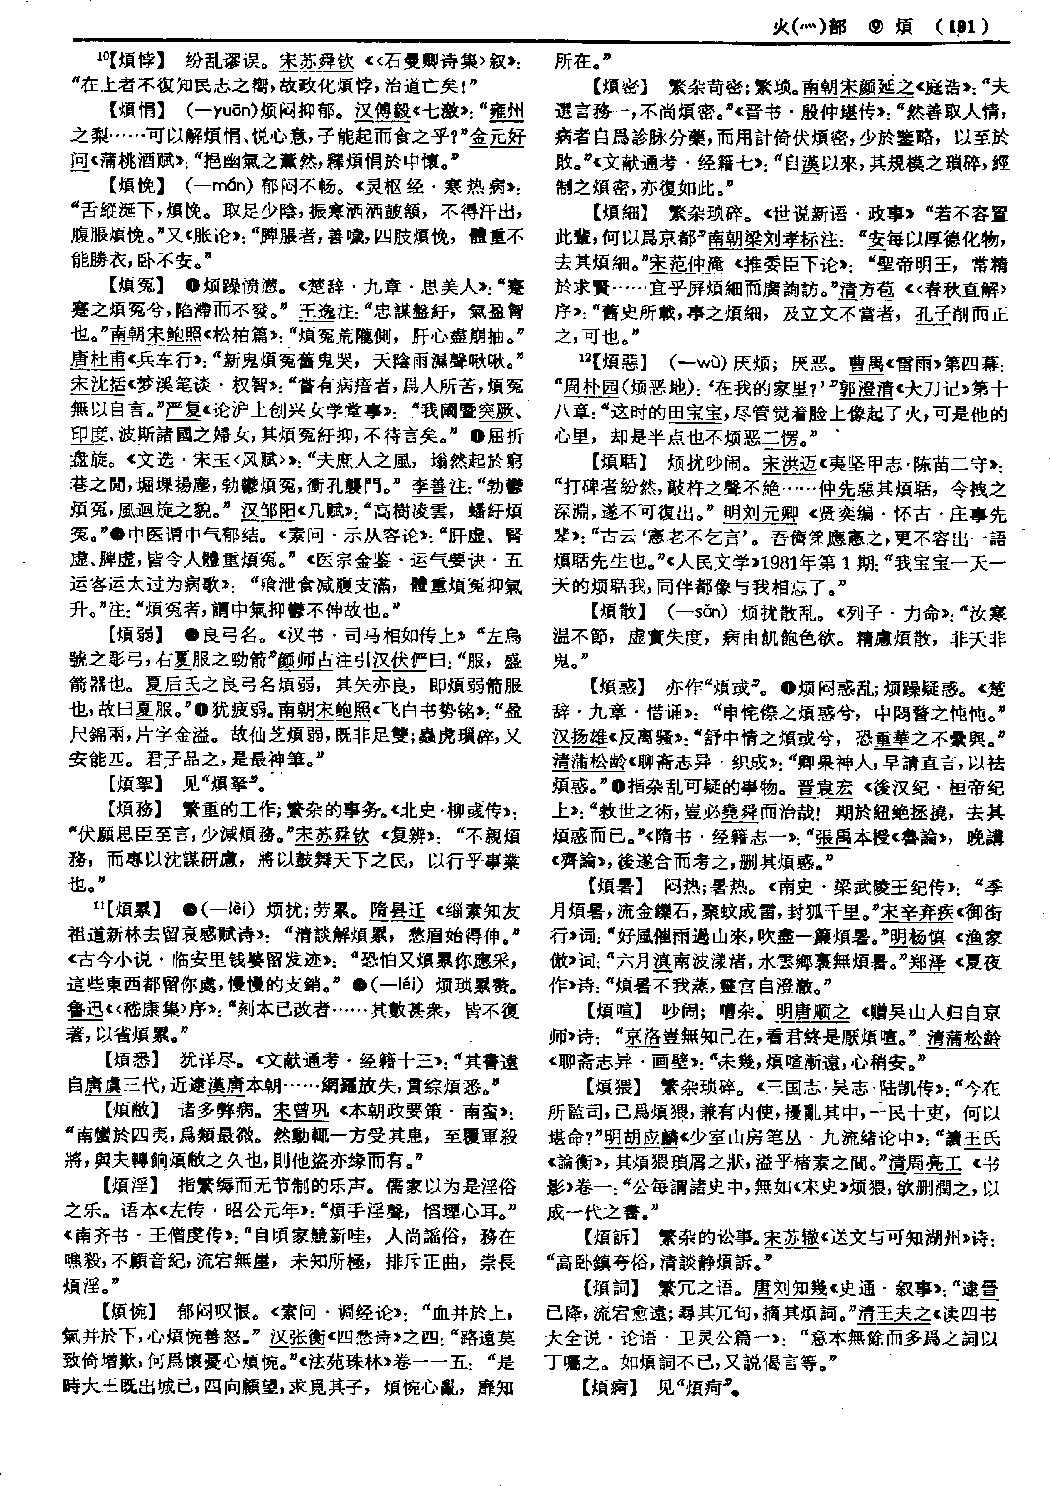 火(灬)部 ⑨ 煩 (191)
¹⁰【煩悖】 纷乱谬误。宋苏舜钦《〈石曼卿诗集〉叙》：
“在上者不復知民志之嚮，故政化煩悖，治道亡矣！”
【煩悁】 (—yuān)烦闷抑郁。汉傅毅《七激》：“雍州
之梨……可以解煩悁、悦心意，子能起而食之乎？”金元好
问《蒲桃酒赋》：“挹幽氣之薰然，釋煩悁於中懷。”
【煩悗】 (—mán) 郁闷不畅。《灵枢经·寒热病》：
“舌縱涎下，煩悗。取足少陰，振寒洒洒鼓頷，不得汗出，
腹脹煩悗。”又《胀论》：“脾脹者，善噦，四肢煩悗，體重不
能勝衣，卧不安。”
【煩冤】 ❶烦躁愤懑。《楚辞·九章·思美人》：“蹇
蹇之煩冤兮，陷滯而不發。” 王逸注：“忠謀盤紆，氣盈胷
也。”南朝宋鲍照《松柏篇》：“煩冤荒隴側，肝心盡崩抽。”
唐杜甫《兵车行》：“新鬼煩冤舊鬼哭，天陰雨濕聲啾啾。”
宋沈括《梦溪笔谈·权智》：“嘗有病瘖者，爲人所苦，煩冤
無以自言。”严复《论沪上创兴女学堂事》：“我國暨突厥、
印度、波斯諸國之婦女，其煩冤紆抑，不待言矣。” ❷屈折
盘旋。《文选·宋玉〈风赋〉》：“夫庶人之風，塕然起於窮
巷之間，堀堁揚塵，勃鬱煩冤，衝孔襲門。” 李善注：“勃鬱
煩冤，風迴旋之貌。” 汉邹阳《几赋》：“高樹凌雲，蟠紆煩
冤。”❸中医谓中气郁结。《素问·示从容论》：“肝虚、腎
虚、脾虚，皆令人體重煩冤。”《医宗金鉴·运气要诀·五
运客运太过为病歌》：“飱泄食減腹支滿，體重煩冤抑氣
升。”注：“煩冤者，謂中氣抑鬱不伸故也。”
【煩弱】 ❶良弓名。《汉书·司马相如传上》“左烏
號之彫弓，右夏服之勁箭”颜师古注引汉伏俨曰：“服，盛
箭器也。夏后氏之良弓名煩弱，其矢亦良，即煩弱箭服
也，故曰夏服。”❷犹疲弱。南朝宋鲍照《飞白书势铭》：“盈
尺錦兩，片字金溢。故仙芝煩弱，既非足雙；蟲虎瑣碎，又
安能匹。君子品之，是最神筆。”
【煩挐】 见“煩拏”。
【煩務】 繁重的工作；繁杂的事务。《北史·柳彧传》：
“伏願思臣至言，少減煩務。”宋苏舜钦《复辨》：“不親煩
務，而專以沈謀研慮，將以鼓舞天下之民，以行乎事業
也。”
¹¹【煩累】 ❶(—lèi) 烦扰；劳累。隋昙迁《缁素知友
祖道新林去留哀感赋诗》：“清談解煩累，愁眉始得伸。”
《古今小说·临安里钱婆留发迹》：“恐怕又煩累你應采，
這些東西都留你處，慢慢的支銷。” ❷(—léi) 烦琐累赘。
鲁迅《〈嵇康集〉序》：“刻本已改者……其數甚衆，皆不復
著，以省煩累。”
【煩悉】 犹详尽。《文献通考·经籍十三》：“其書遠
自唐虞三代，近逮漢唐本朝……網羅放失，貫綜煩悉。”
【煩敝】 诸多弊病。宋曾巩《本朝政要策·南蛮》：
“南蠻於四夷，爲類最微。然動輒一方受其患，至覆軍殺
將，與夫轉餉煩敝之久也，則他盜亦缘而有。”
【煩淫】 指繁缛而无节制的乐声。儒家以为是淫俗
之乐。语本《左传·昭公元年》：“煩手淫聲，慆堙心耳。”
《南齐书·王僧虔传》：“自頃家競新哇，人尚謡俗，務在
噍殺，不顧音紀，流宕無崖，未知所極，排斥正曲，崇長
煩淫。”
【煩惋】 郁闷叹恨。《素问·调经论》：“血并於上，
氣并於下，心煩惋善怒。” 汉张衡《四愁诗》之四：“路遠莫
致倚增歎，何爲懷憂心煩惋。”《法苑珠林》卷一一五：“是
時大士既出城已，四向顧望，求覓其子，煩惋心亂，靡知
所在。”
【煩密】 繁杂苛密；繁琐。南朝宋颜延之《庭诰》：“夫
選言務一，不尚煩密。”《晋书·殷仲堪传》：“然善取人情，
病者自爲診脉分藥，而用計倚伏煩密，少於鑒略，以至於
敗。”《文献通考·经籍七》：“自漢以來，其規模之瑣碎，經
制之煩密，亦復如此。”
【煩細】 繁杂琐碎。《世说新语·政事》“若不容置
此輩，何以爲京都”南朝梁刘孝标注：“安每以厚德化物，
去其煩細。”宋范仲淹《推委臣下论》：“聖帝明王，常精
於求賢……宜乎屏煩細而廣詢訪。”清方苞《〈春秋直解〉
序》：“舊史所載，事之煩細，及立文不當者，孔子削而正
之，可也。”
¹²【煩惡】 (—wù) 厌烦；厌恶。曹禺《雷雨》第四幕：
“周朴园(烦恶地)：‘在我的家里？’”郭澄清《大刀记》第十
八章：“这时的田宝宝，尽管觉着脸上像起了火，可是他的
心里，却是半点也不烦恶二愣。”
【煩聒】 烦扰吵闹。宋洪迈《夷坚甲志·陈苗二守》：
“打碑者紛然，敲杵之聲不絶……仲先惡其煩聒，令拽之
深淵，遂不可復出。” 明刘元卿《贤奕编·怀古·庄事先
辈》：“古云‘憲老不乞言’。吾儕業應憲之，更不容出一語
煩聒先生也。”《人民文学》1981年第1期：“我宝宝一天一
天的烦聒我，同伴都像与我相忘了。”
【煩散】 (—sǎn) 烦扰散乱。《列子·力命》：“汝寒
温不節，虚實失度，病由飢飽色欲。精慮煩散，非天非
鬼。”
【煩惑】 亦作“煩或”。❶烦闷惑乱；烦躁疑惑。《楚
辞·九章·惜诵》：“申侘傺之煩惑兮，中悶瞀之忳忳。”
汉扬雄《反离骚》：“舒中情之煩或兮，恐重華之不纍與。”
清蒲松龄《聊斋志异·织成》：“卿果神人，早請直言，以袪
煩惑。”❷指杂乱可疑的事物。晋袁宏《後汉纪·桓帝纪
上》：“救世之術，豈必堯舜而治哉！期於紐絶拯撓，去其
煩惑而已。”《隋书·经籍志一》：“張禹本授《魯論》，晚講
《齊論》，後遂合而考之，删其煩惑。”
【煩暑】 闷热；暑热。《南史·梁武陵王纪传》：“季
月煩暑，流金鑠石，聚蚊成雷，封狐千里。”宋辛弃疾《御街
行》词：“好風催雨過山來，吹盡一簾煩暑。”明杨慎《渔家
傲》词：“六月滇南波漾渚，水雲鄉裏無煩暑。”郑泽《夏夜
作》诗：“煩暑不我蒸，靈宫自澄澈。”
【煩喧】 吵闹；嘈杂。明唐顺之《赠吴山人归自京
师》诗：“京洛豈無知己在，看君終是厭煩喧。” 清蒲松龄
《聊斋志异·画壁》：“未幾，煩喧漸遠，心稍安。”
【煩猥】 繁杂琐碎。《三国志·吴志·陆凯传》：“今在
所監司，已爲煩猥，兼有内使，擾亂其中，一民十吏，何以
堪命？”明胡应麟《少室山房笔丛·九流绪论中》：“讀王氏
《論衡》，其煩猥瑣屑之狀，溢乎楮素之間。”清周亮工《书
影》卷一：“公每謂諸史中，無如《宋史》煩猥，欲删潤之，以
成一代之書。”
【煩訴】 繁杂的讼事。宋苏辙《送文与可知湖州》诗：
“高卧鎮夸俗，清談静煩訴。”
【煩詞】 繁冗之语。唐刘知幾《史通·叙事》：“逮晋
已降，流宕愈遠；尋其冗句，摘其煩詞。”清王夫之《读四书
大全说·论语·卫灵公篇一》：“意本無餘而多爲之詞以
丁囑之。如煩詞不已，又説偈言等。”
【煩痾】 见“煩疴”。